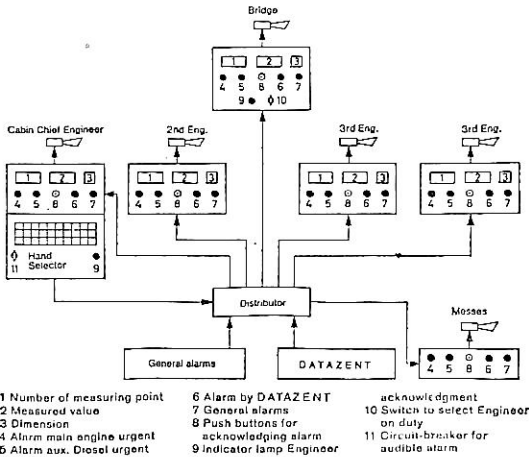 Bridge
1 2 3
4 5 8 6 7
9 10
Cabin Chief Engineer
2nd Eng.
3rd Eng.
3rd Eng.
1 2 3
4 5 8 6 7
1 2 3
4 5 8 6 7
1 2 3
4 5 8 6 7
1 2 3
4 5 8 6 7
Hand
Selector
11
9
Distributor
Messes
General alarms
DATAZENT
4 5 8 6 7
1 Number of measuring point
2 Measured value
3 Dimension
4 Alarm main engine urgent
5 Alarm aux. Diesel urgent
6 Alarm by DATAZENT
7 General alarms
8 Push buttons for
acknowledging alarm
9 Indicator lamp Engineer
acknowledgment
10 Switch to select Engineer
on duty
11 Circuit-breaker for
audible alarm